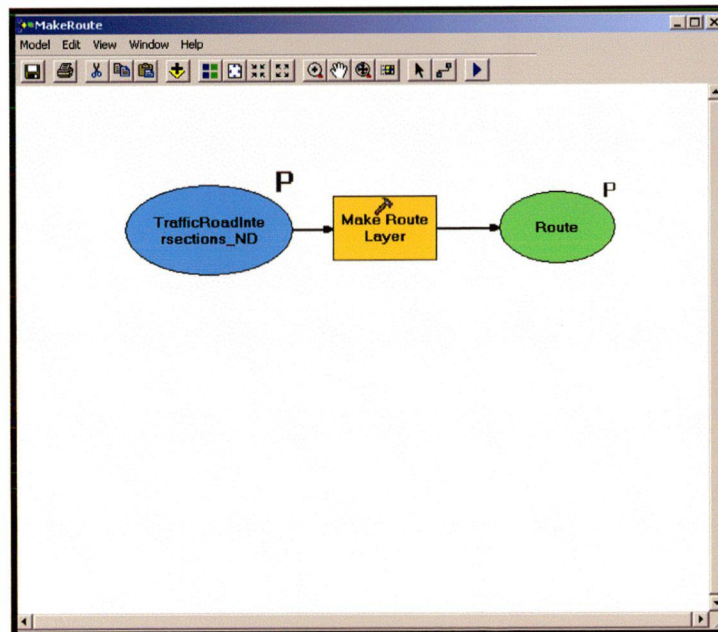 MakeRoute
Model Edit View Window Help
P
P
TrafficRoadInte
rsections_ND
Make Route
Layer
Route